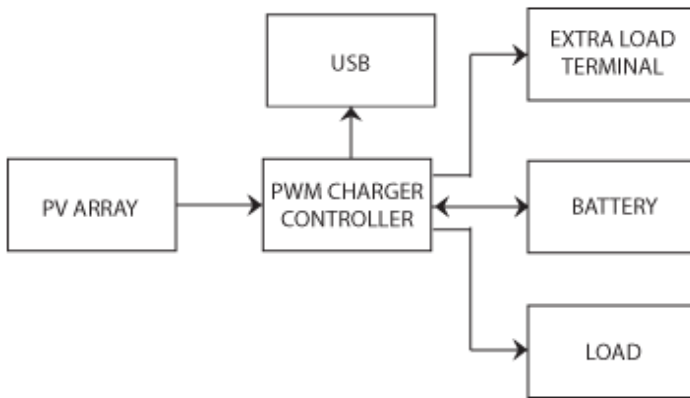 USB
EXTRA LOAD
TERMINAL
PV ARRAY
PWM CHARGER
CONTROLLER
BATTERY
LOAD